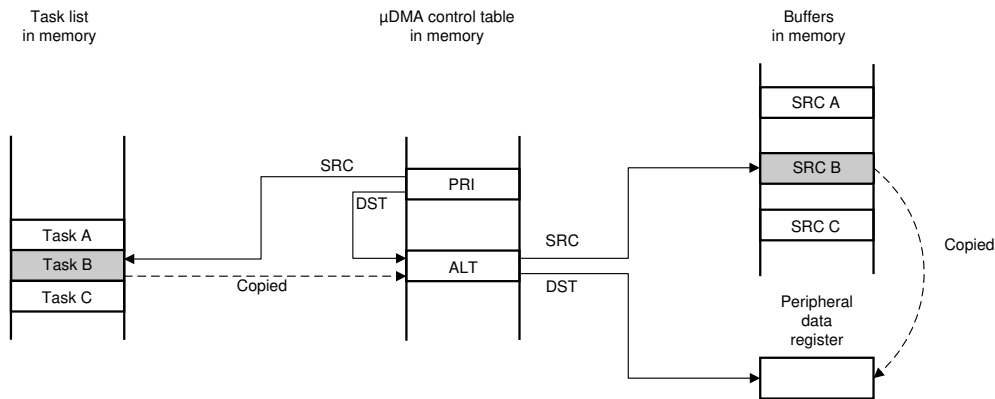 Task list
in memory
µDMA control table
in memory
Buffers
in memory
SRC A
SRC
PRI
SRC B
DST
Task A
SRC
SRC C
Copied
Task B
ALT
Copied
DST
Task C
Peripheral
data
register